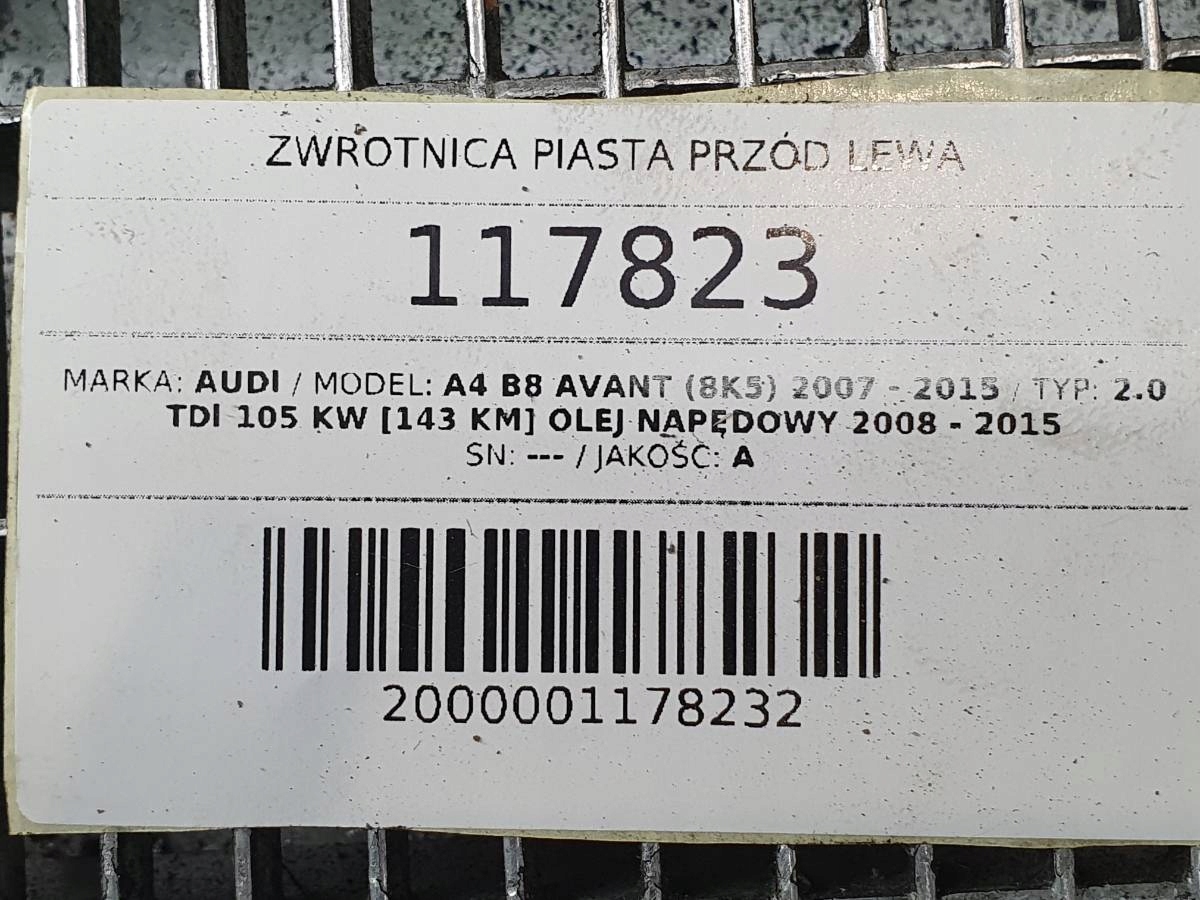 ZWROTNICA PIASTA PRZÓD LEWA
117823
MARKA: AUDI / MODEL: A4 B8 AVANT (8K5) 2007 - 2015 / TYP: 2.0
TDI 105 KW [143 KM] OLEJ NAPĘDOWY 2008 - 2015
SN: --- / JAKOŚĆ: A
2000001178232